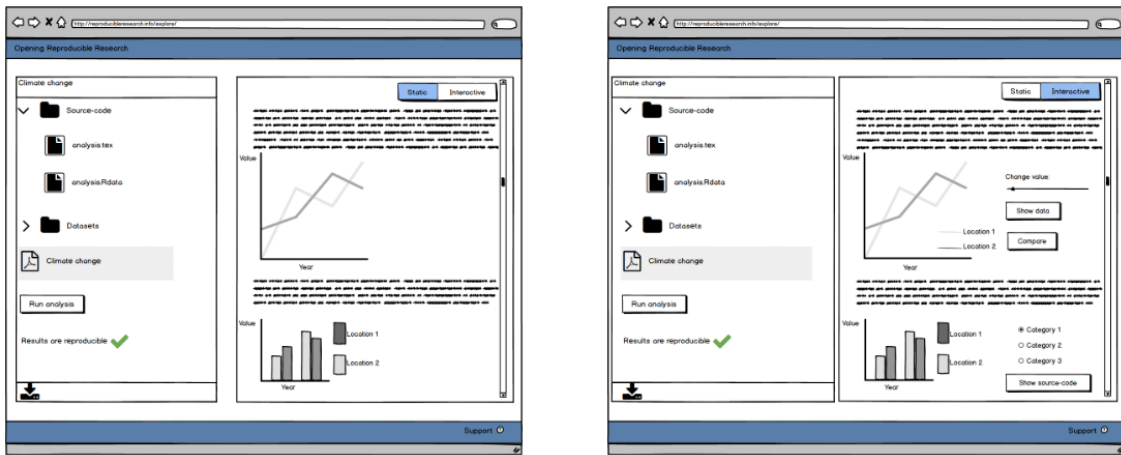 http://reproducibleresearch.info/explore/
Opening Reproducible Research
Climate change
Source-code
analysis.tex
analysis.Rdata
Datasets
Climate change
Run analysis
Results are reproducible
Static
Interactive
Value
Year
Value
Location 1
Location 2
Year
Support
http://reproducibleresearch.info/explore/
Opening Reproducible Research
Climate change
Source-code
analysis.tex
analysis.Rdata
Datasets
Climate change
Run analysis
Results are reproducible
Static
Interactive
Value
Change value:
Show data
Location 1
Location 2
Compare
Year
Value
Location 1
Location 2
Year
Category 1
Category 2
Category 3
Show source-code
Support